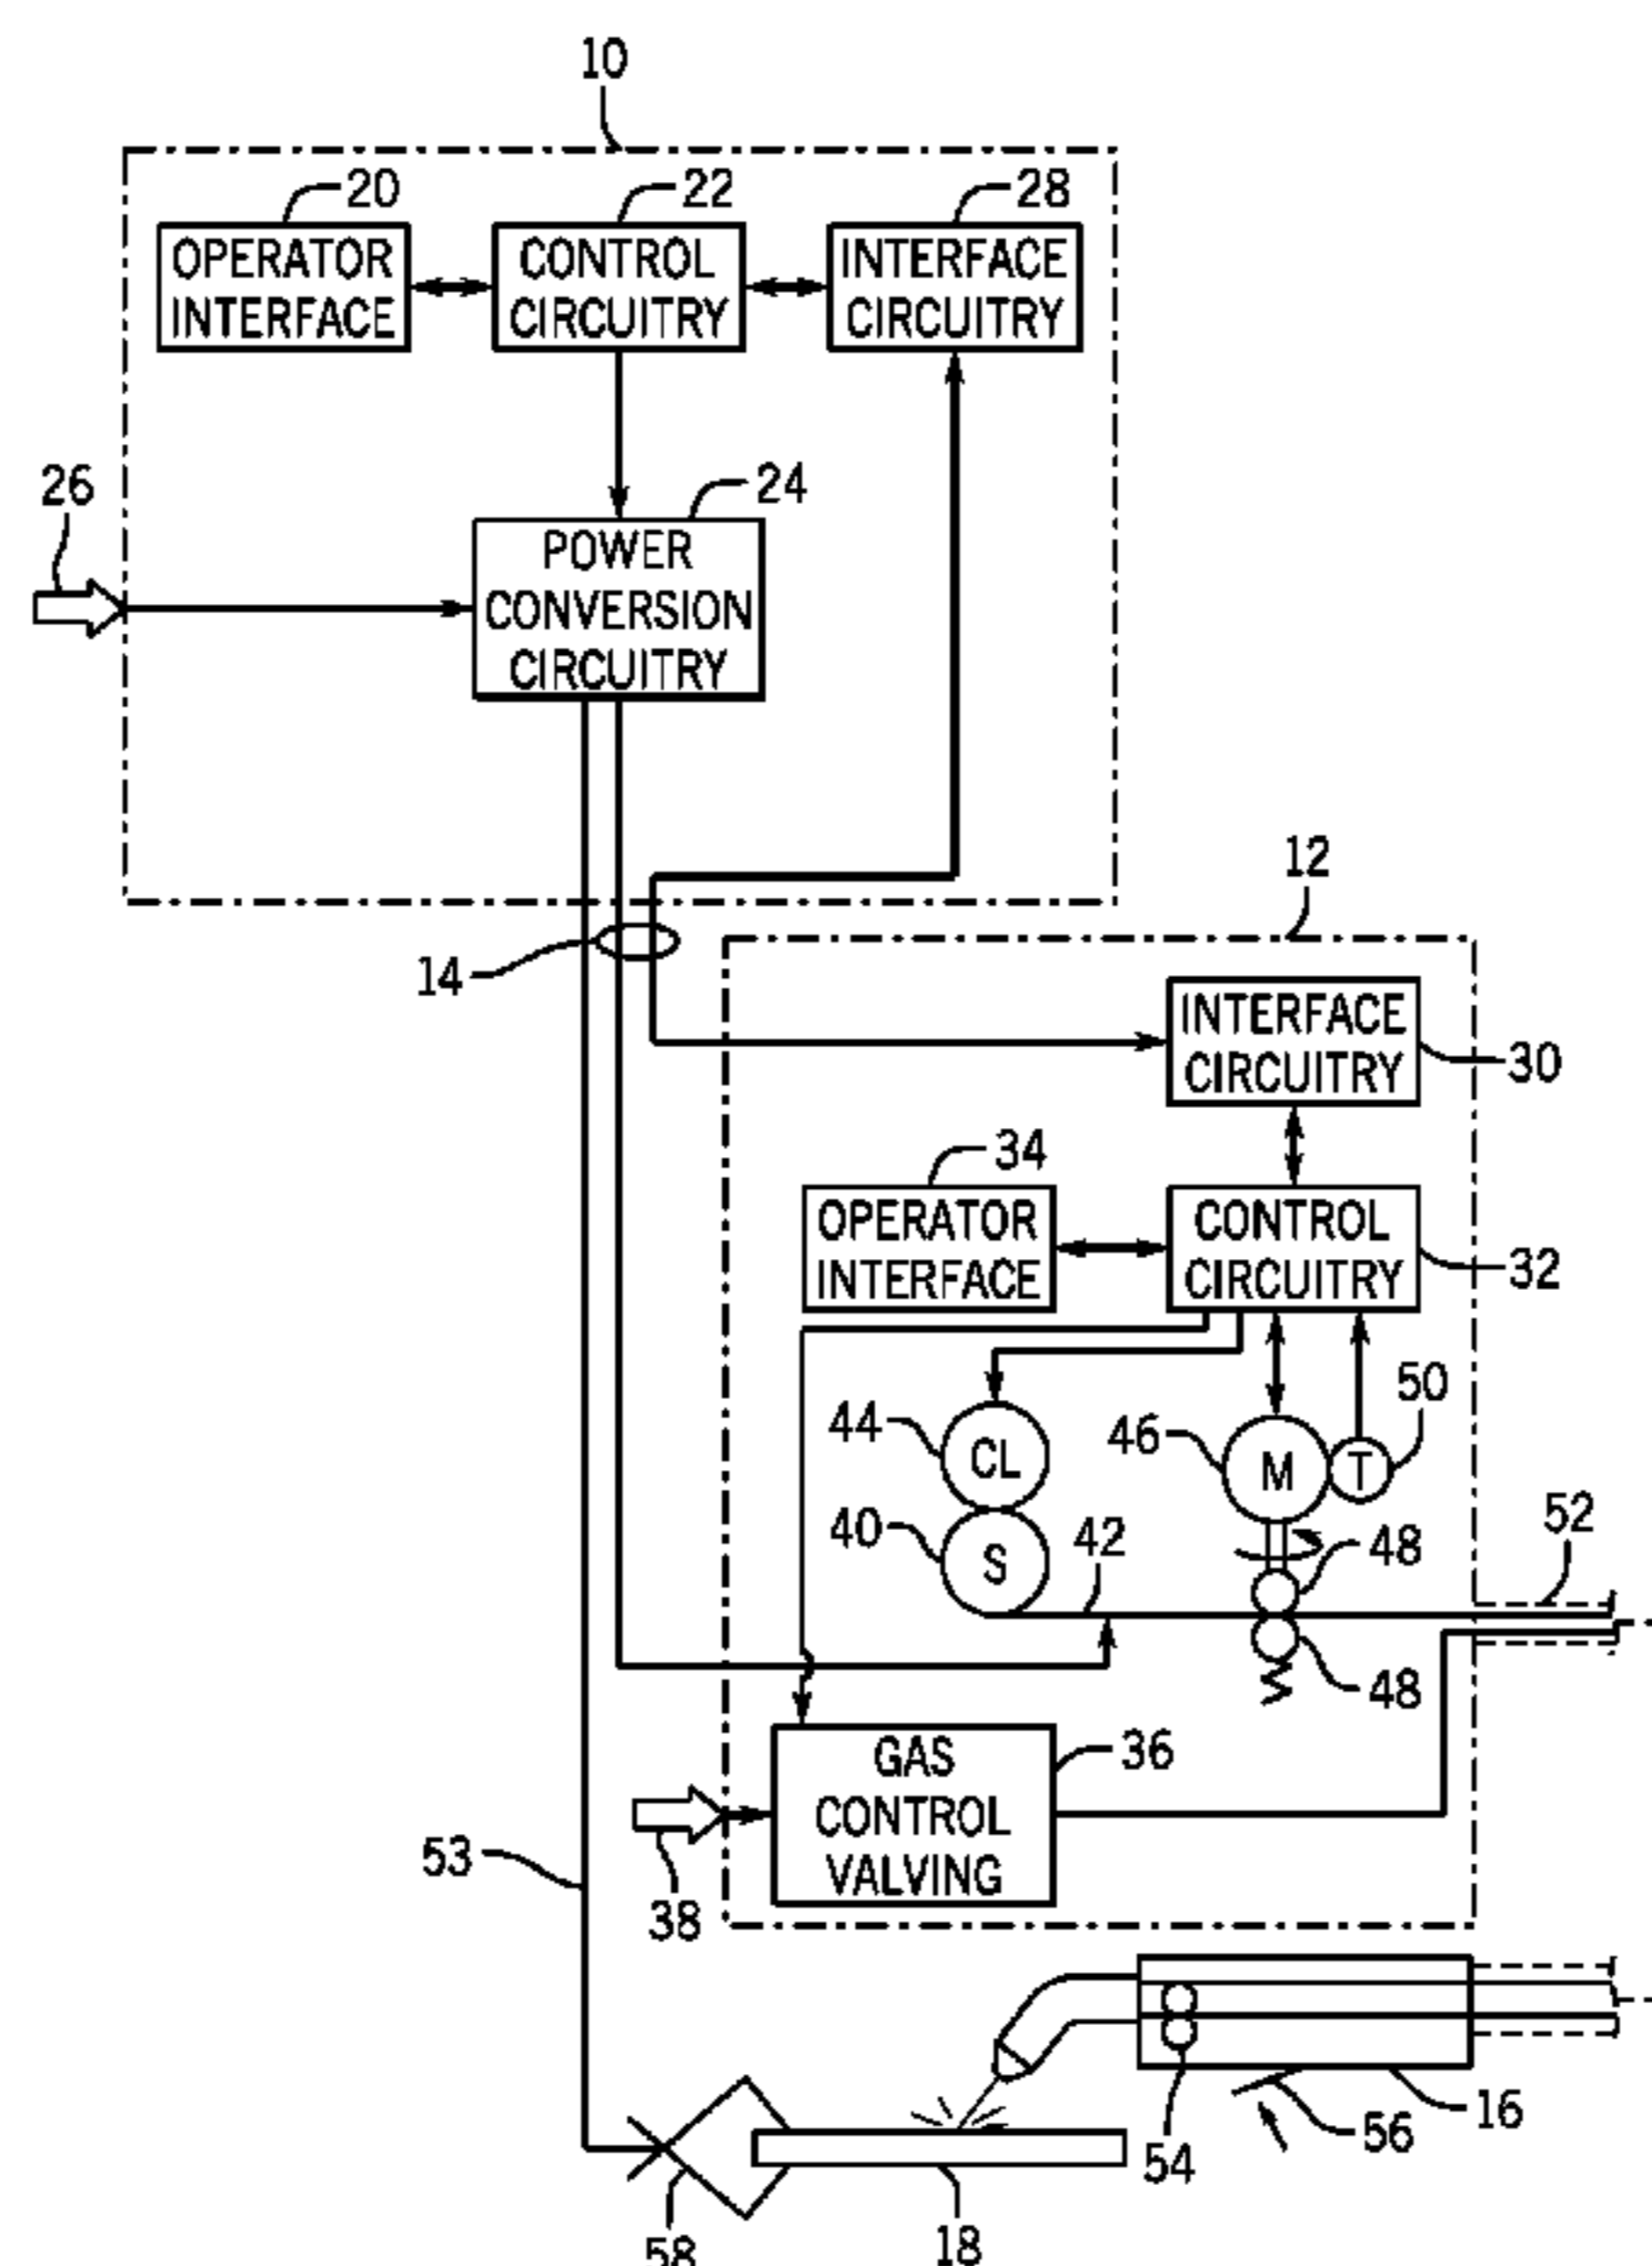 10
20
22
28
OPERATOR
INTERFACE
CONTROL
CIRCUITRY
INTERFACE
CIRCUITRY
26
24
POWER
CONVERSION
CIRCUITRY
12
14
INTERFACE
CIRCUITRY
30
34
OPERATOR
INTERFACE
CONTROL
CIRCUITRY
32
50
44
CL
46
M
T
40
S
42
48
52
48
36
GAS
CONTROL
VALVING
53
38
16
56
54
58
18